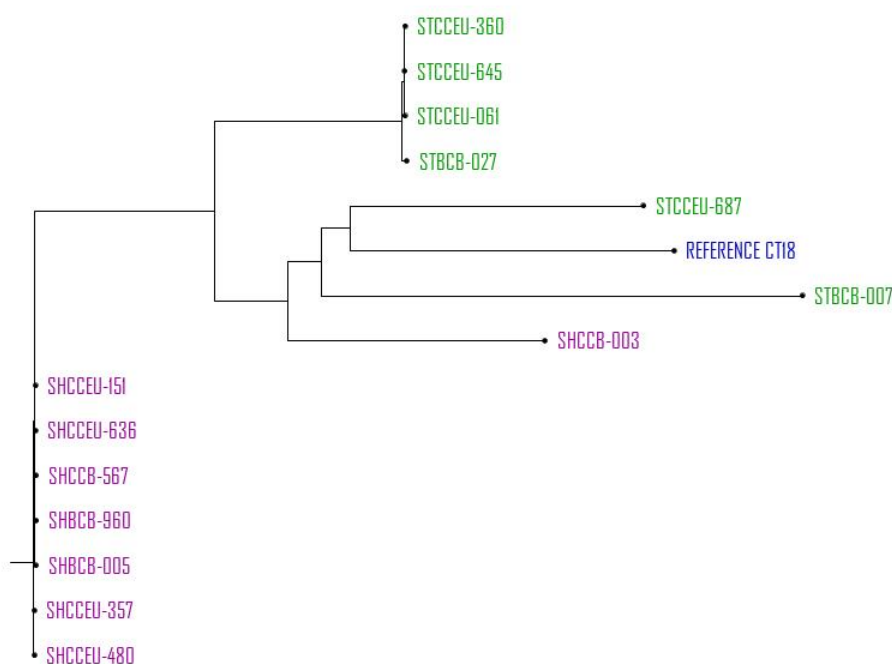 STCCEU-360
STCCEU-645
STCCEU-061
STBCB-027
STCCEU-687
REFERENCE CT18
STBCB-007
SHCCB-003
SHCCEU-151
SHCCEU-636
SHCCB-567
SHBCB-960
SHBCB-005
SHCCEU-357
SHCCEU-480